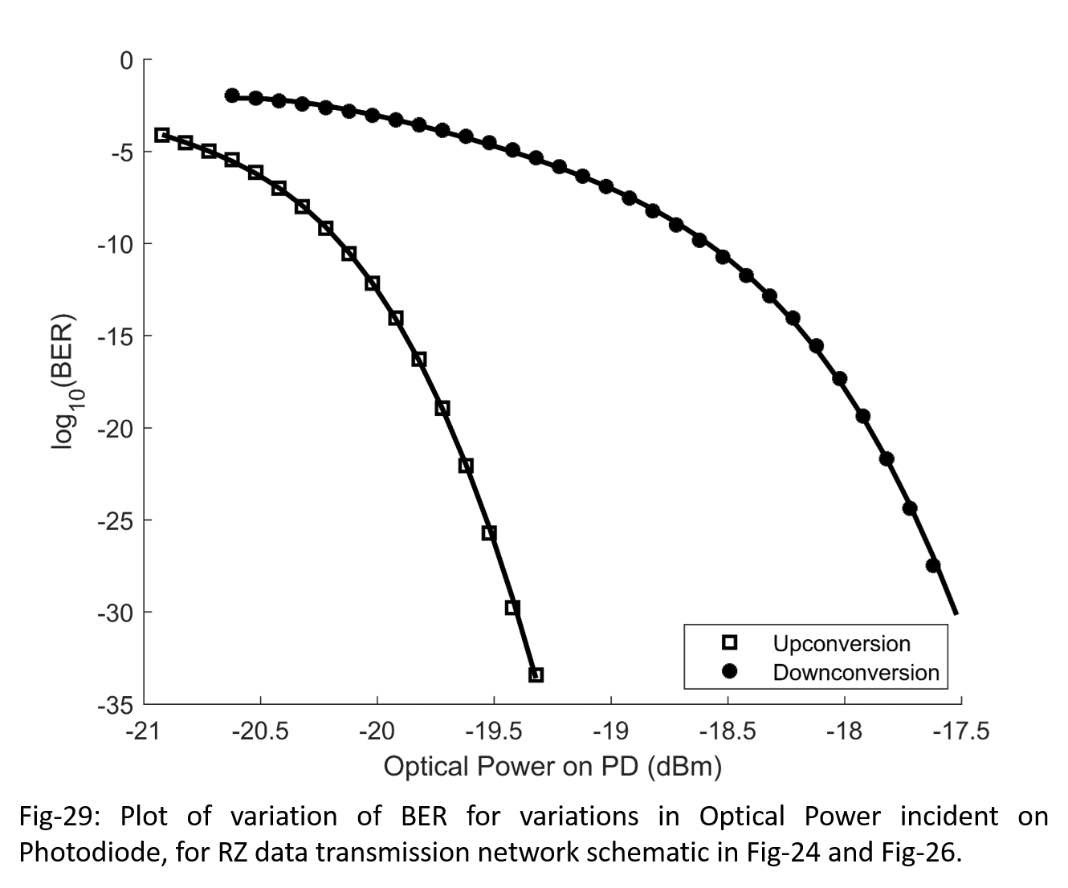 0
-5
-10
-15
-20
-25
-30
-35
log10(BER)
-21 -20.5 -20 -19.5 -19 -18.5 -18 -17.5
Optical Power on PD (dBm)
Upconversion
Downconversion
Fig-29: Plot of variation of BER for variations in Optical Power incident on
Photodiode, for RZ data transmission network schematic in Fig-24 and Fig-26.